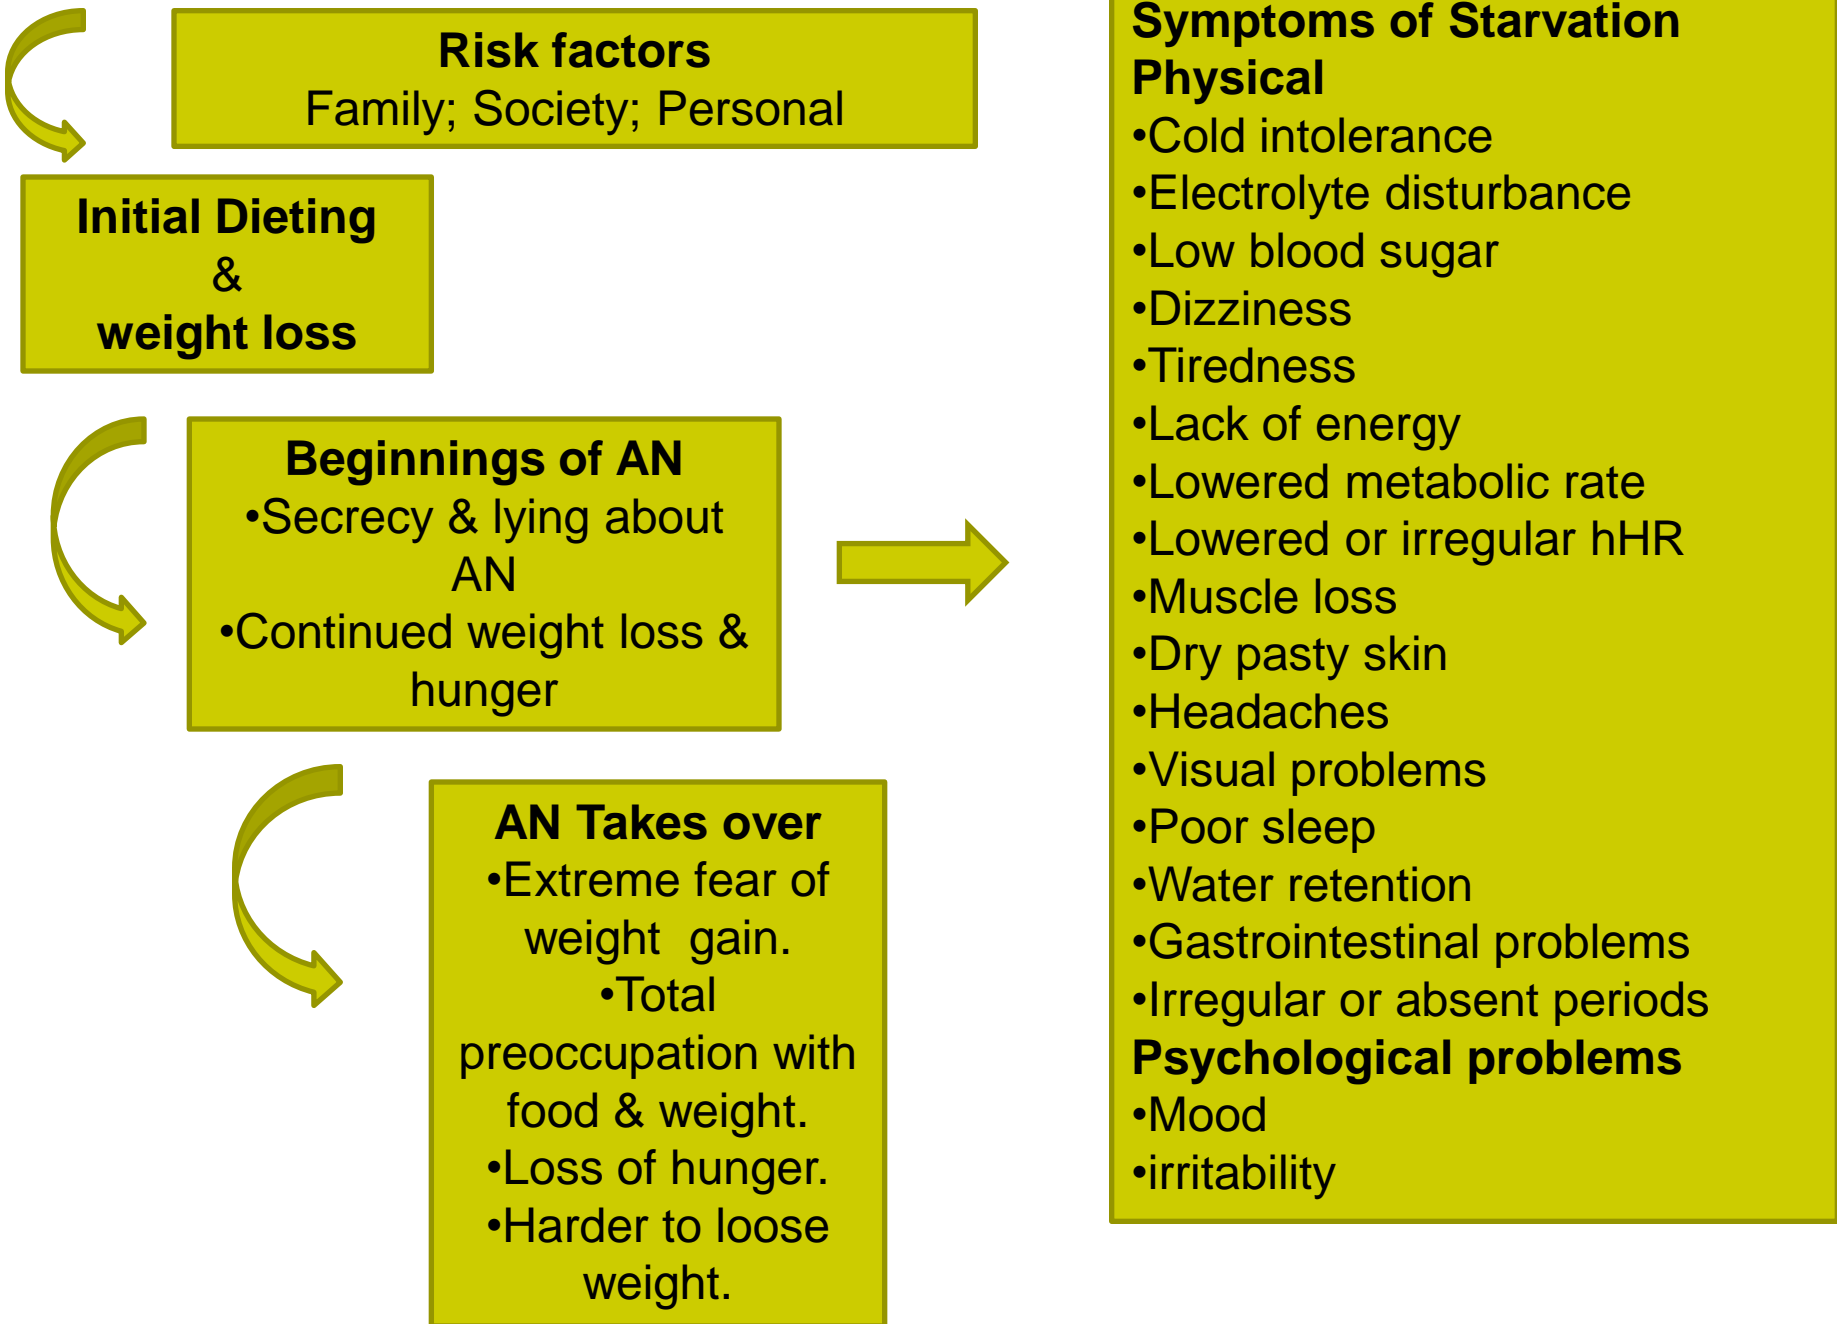 Risk factors
Family; Society; Personal
Initial Dieting
&
weight loss
Beginnings of AN
•Secrecy & lying about
AN
•Continued weight loss &
hunger
AN Takes over
•Extreme fear of
weight  gain.
•Total
preoccupation with
food & weight.
•Loss of hunger.
•Harder to loose
weight.
Symptoms of Starvation
Physical
•Cold intolerance
•Electrolyte disturbance
•Low blood sugar
•Dizziness
•Tiredness
•Lack of energy
•Lowered metabolic rate
•Lowered or irregular hHR
•Muscle loss
•Dry pasty skin
•Headaches
•Visual problems
•Poor sleep
•Water retention
•Gastrointestinal problems
•Irregular or absent periods
Psychological problems
•Mood
•irritability